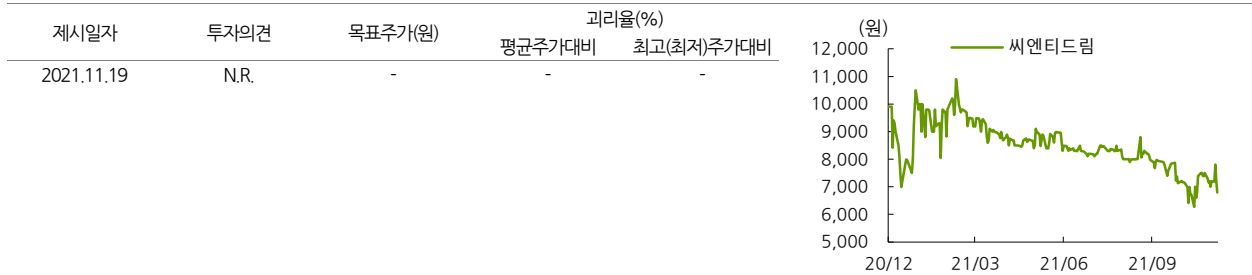 제시일자 투자의견 목표주가(원) 괴리율(%)
평균주가대비 최고(최저)주가대비
2021.11.19 N.R. - - -
(원)
씨엔티드림
12,000
11,000
10,000
9,000
8,000
7,000
6,000
5,000
20/12 21/03 21/06 21/09